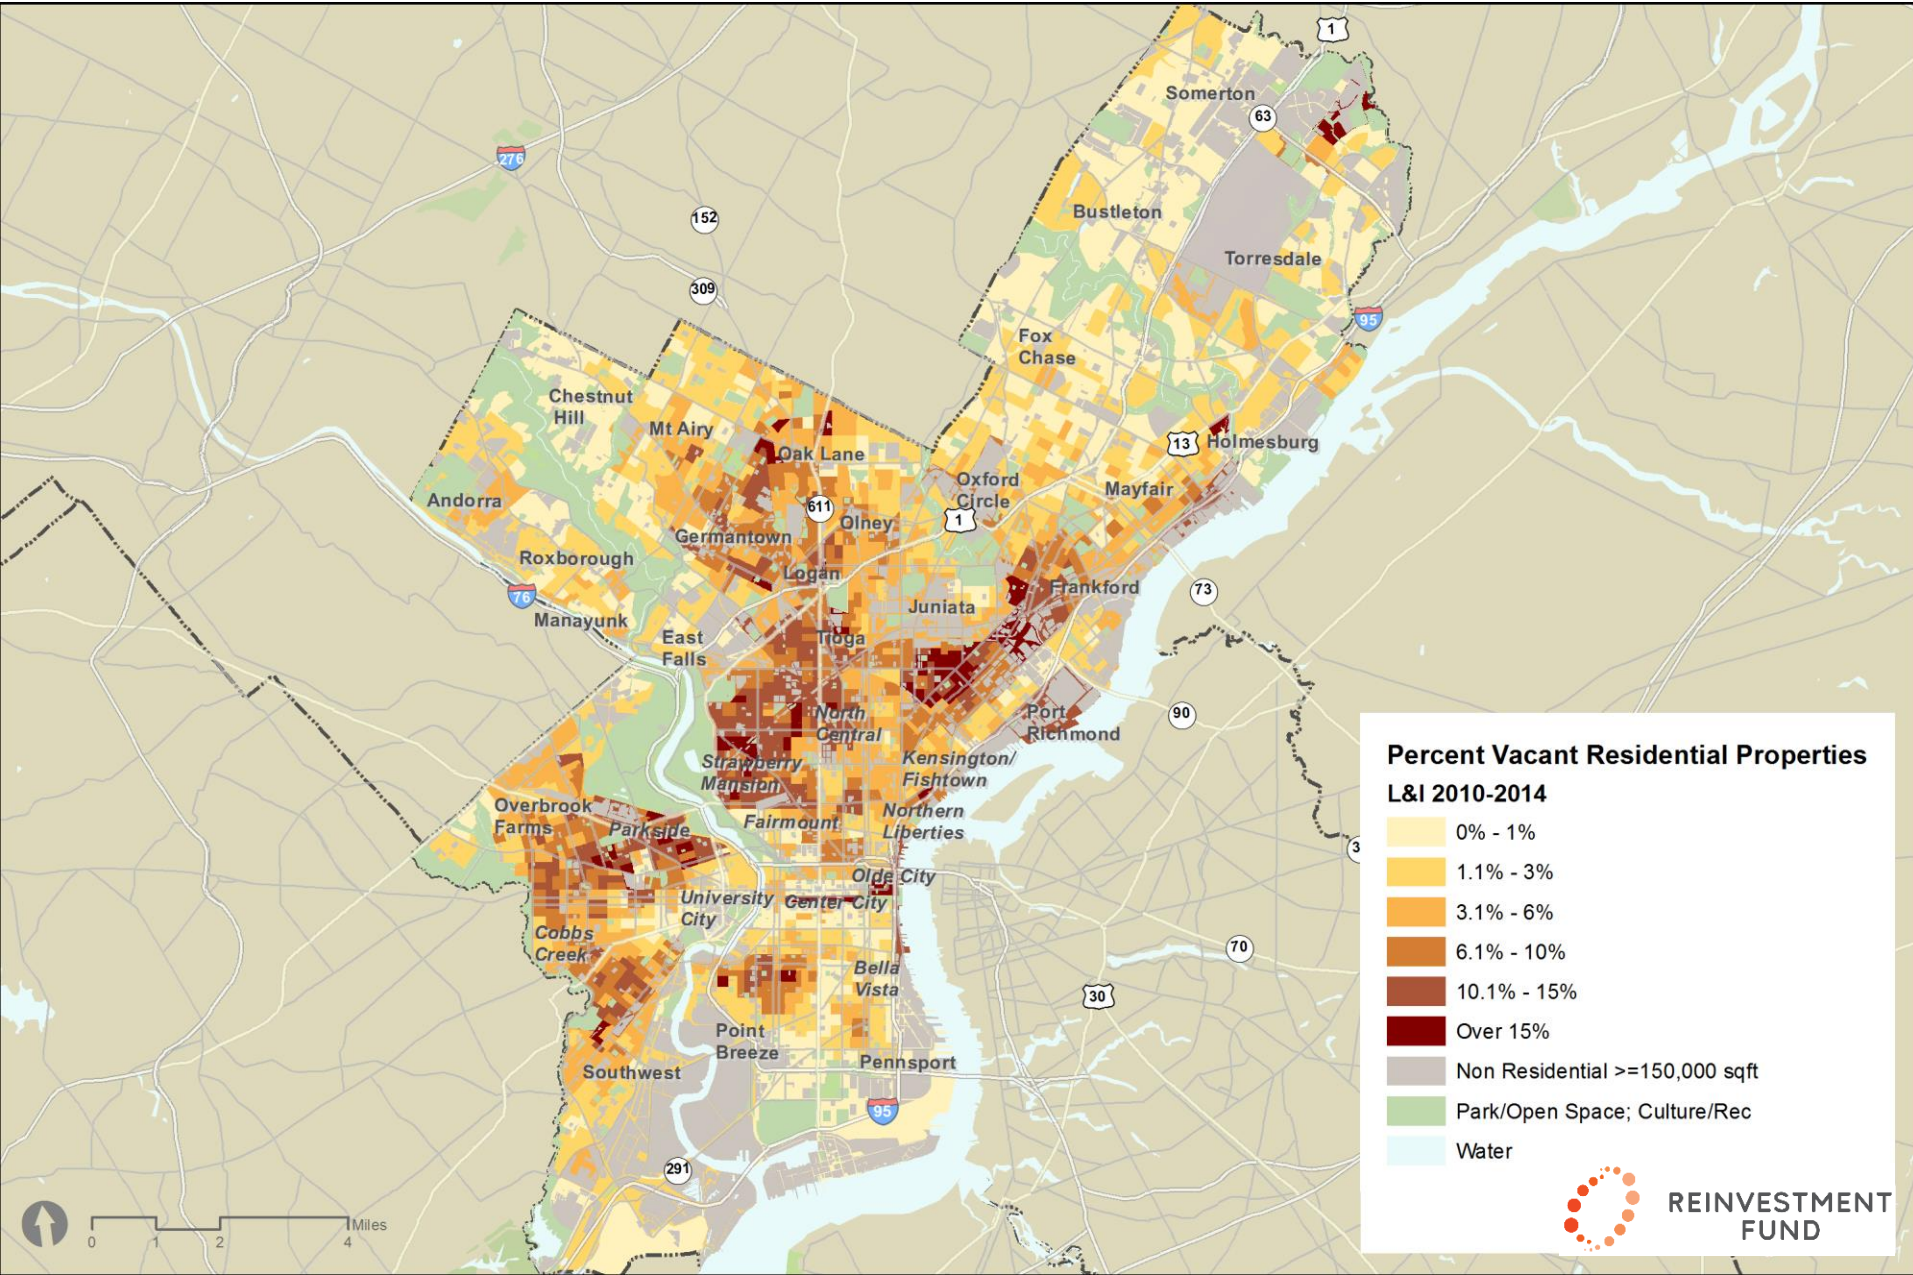 1
Somerton
63
276
152
Bustleton
Torresdale
309
95
Fox
Chase
Chestnut
Hill
Mt Airy
13
Holmesburg
Oak Lane
Oxford
Circle
Mayfair
Andorra
611
1
Olney
Germantown
Roxborough
Logan
Frankford
73
76
Juniata
Manayunk
East
Falls
Tioga
90
North
Central
Port
Richmond
Strawberry
Mansion
Kensington/
Fishtown
Overbrook
Farms
Parkside
Fairmount
Northern
Liberties
3
Olde City
University
City
Center City
Cobbs
Creek
70
Bella
Vista
30
Point
Breeze
Pennsport
Southwest
95
291
Miles
0 1 2 4
Percent Vacant Residential Properties
L&I 2010-2014
0% - 1%
1.1% - 3%
3.1% - 6%
6.1% - 10%
10.1% - 15%
Over 15%
Non Residential >=150,000 sqft
Park/Open Space; Culture/Rec
Water
REINVESTMENT
FUND